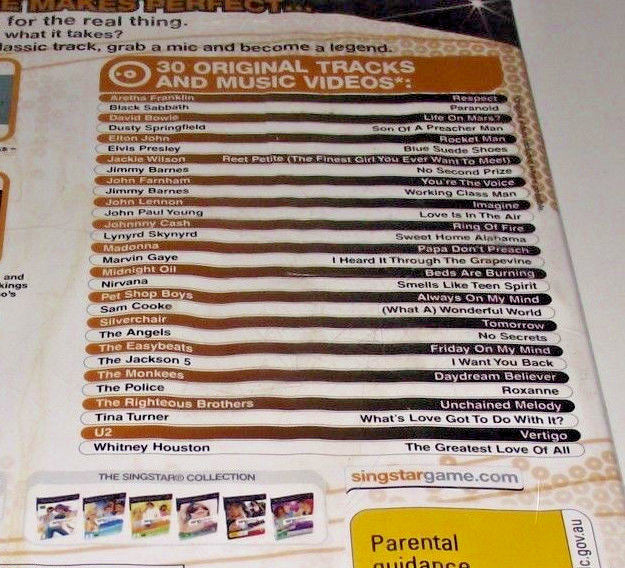 E MAKES PERFECT...
for the real thing.
what it takes?
lassic track, grab a mic and become a legend.
30 ORIGINAL TRACKS
AND MUSIC VIDEOS*:
Aretha Franklin Respect
Black Sabbath Paranoid
David Bowie Life On Mars?
Dusty Springfield Son Of A Preacher Man
Elton John Rocket Man
Elvis Presley Blue Suede Shoes
Jackie Wilson Reet Petite (The Finest Girl You Ever Want To Meet)
Jimmy Barnes No Second Prize
John Farnham You're The Voice
Jimmy Barnes Working Class Man
John Lennon Imagine
John Paul Young Love Is In The Air
Johnny Cash Ring Of Fire
Lynyrd Skynyrd Sweet Home Alabama
Madonna Papa Don't Preach
Marvin Gaye I Heard It Through The Grapevine
Midnight Oil Beds Are Burning
Nirvana Smells Like Teen Spirit
Pet Shop Boys Always On My Mind
Sam Cooke (What A) Wonderful World
Silverchair Tomorrow
The Angels No Secrets
The Easybeats Friday On My Mind
The Jackson 5 I Want You Back
The Monkees Daydream Believer
The Police Roxanne
The Righteous Brothers Unchained Melody
Tina Turner What's Love Got To Do With It?
U2 Vertigo
Whitney Houston The Greatest Love Of All
and
kings
o's
THE SINGSTAR® COLLECTION
singstargame.com
Parental
guidance
c.gov.au